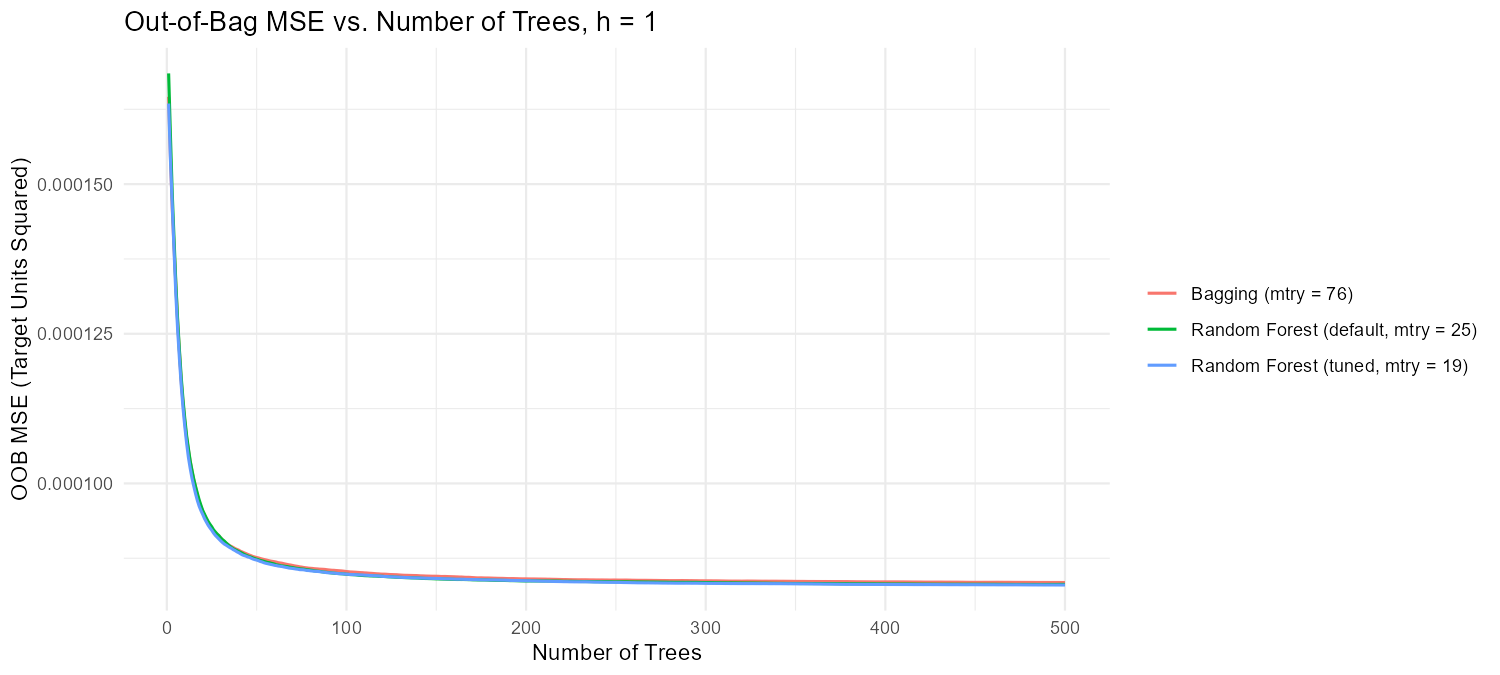 Out-of-Bag MSE vs. Number of Trees, h = 1
OOB MSE (Target Units Squared)
0.000150
0.000125
0.000100
0
100
200
300
400
500
Number of Trees
Bagging (mtry = 76)
Random Forest (default, mtry = 25)
Random Forest (tuned, mtry = 19)